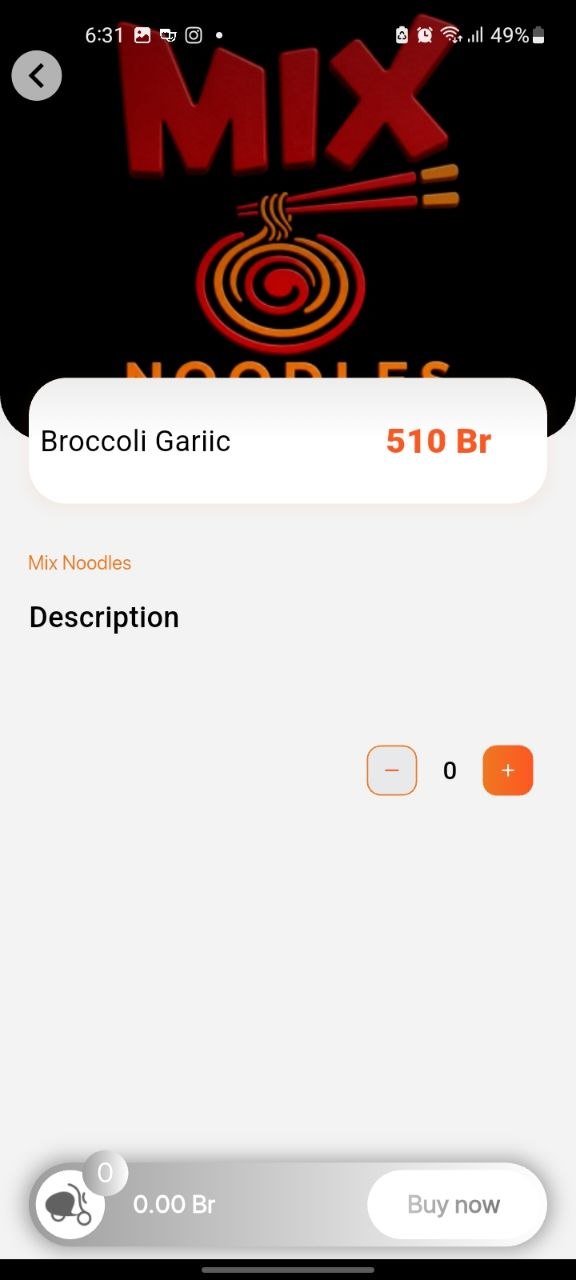 6:31
49%
MIX
NOODLES
Broccoli Gariic
510 Br
Mix Noodles
Description
0
0
0.00 Br
Buy now